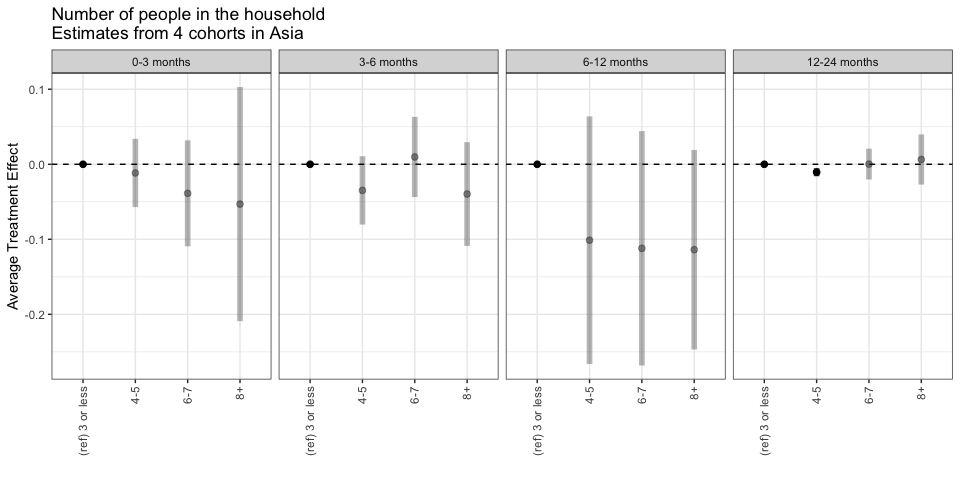 Number of people in the household
Estimates from 4 cohorts in Asia
0-3 months
3-6 months
6-12 months
12-24 months
Average Treatment Effect
0.1
0.0
-0.1
-0.2
(ref) 3 or less
4-5
6-7
8+
(ref) 3 or less
4-5
6-7
8+
(ref) 3 or less
4-5
6-7
8+
(ref) 3 or less
4-5
6-7
8+